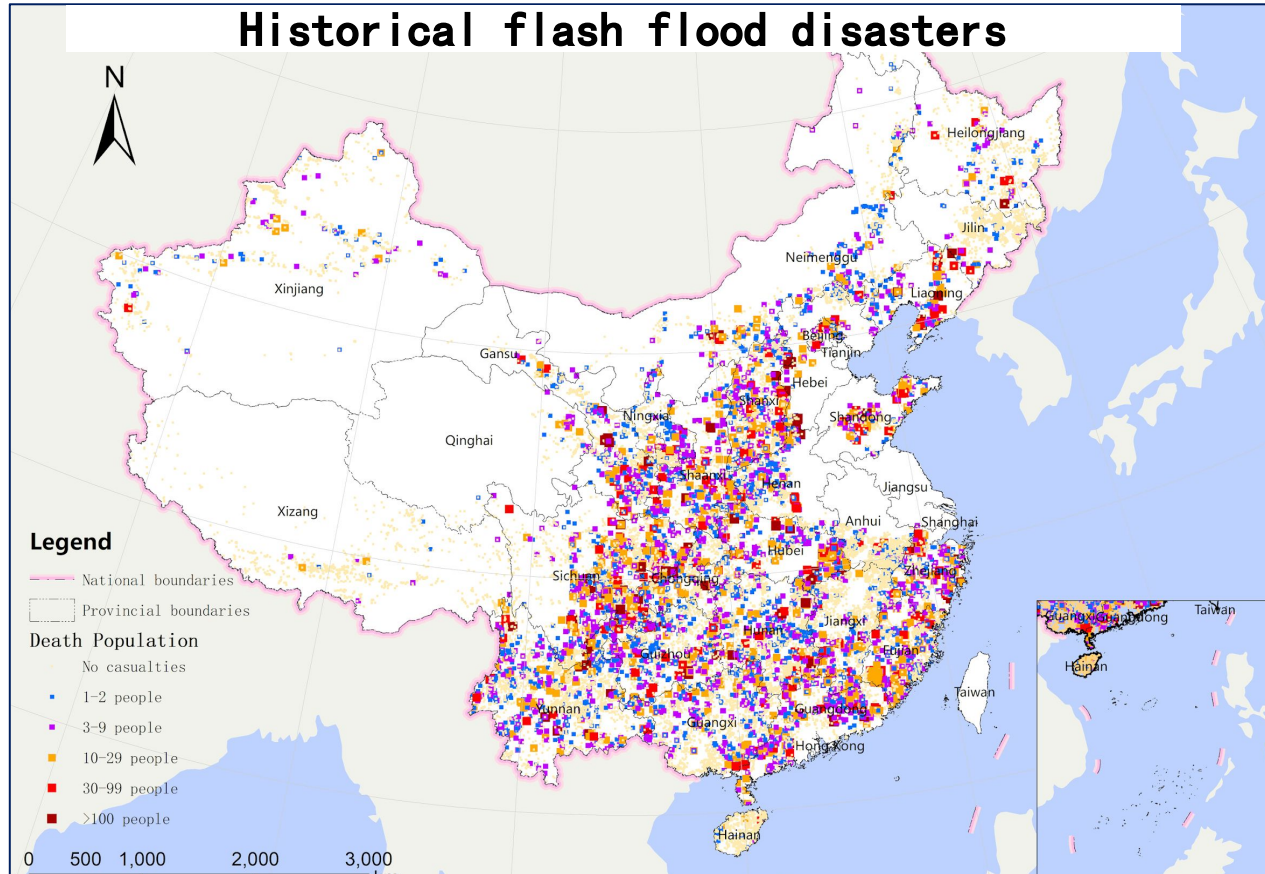 Historical flash flood disasters
N
Heilongjiang
Jilin
Neimenggu
Liaoning
Xinjiang
Beijing
Tianjin
Gansu
Hebei
Shanxi
Ningxia
Shandong
Qinghai
Shaanxi
Henan
Jiangsu
Xizang
Anhui
Shanghai
Hubei
Sichuan
Chongqing
Zhejiang
Hunan
Jiangxi
Guizhou
Fujian
Taiwan
Yunnan
Guangxi
Guangdong
Hong Kong
Hainan
Legend
National boundaries
Provincial boundaries
Death Population
No casualties
1-2 people
3-9 people
10-29 people
30-99 people
>100 people
0 500 1,000 2,000 3,000
Taiwan
Guangxi Guangdong
Hainan